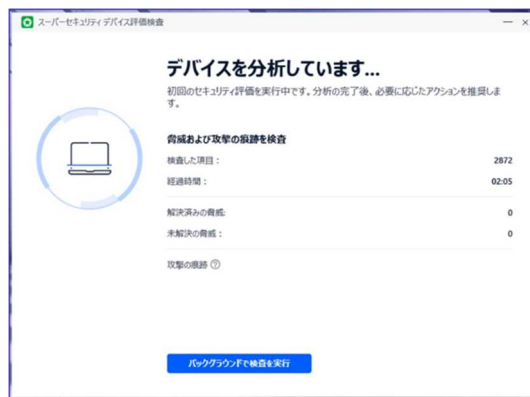 スーパーセキュリティ デバイス評価検査
デバイスを分析しています...
初回のセキュリティ評価を実行中です。分析の完了後、必要に応じたアクションを推奨しま
す。
脅威および攻撃の痕跡を検査
検査した項目： 2872
経過時間： 02:05
解決済みの脅威: 0
未解決の脅威： 0
攻撃の痕跡 ?
バックグラウンドで検査を実行